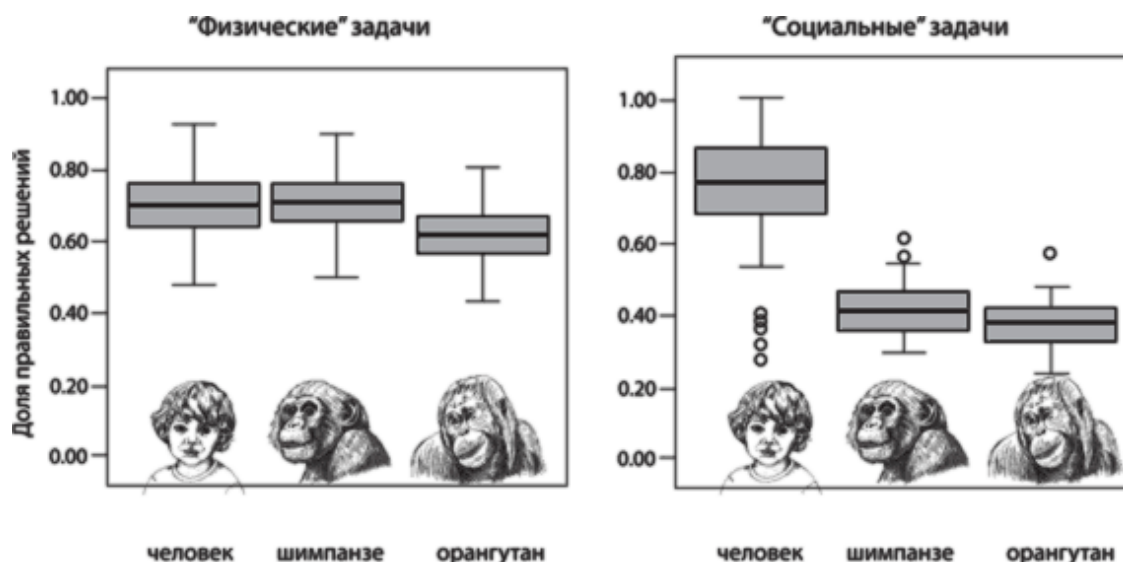 “Физические” задачи
“Социальные” задачи
Доля правильных решений
1.00
0.80
0.60
0.40
0.20
0.00
1.00
0.80
0.60
0.40
0.20
0.00
человек шимпанзе орангутан
человек шимпанзе орангутан